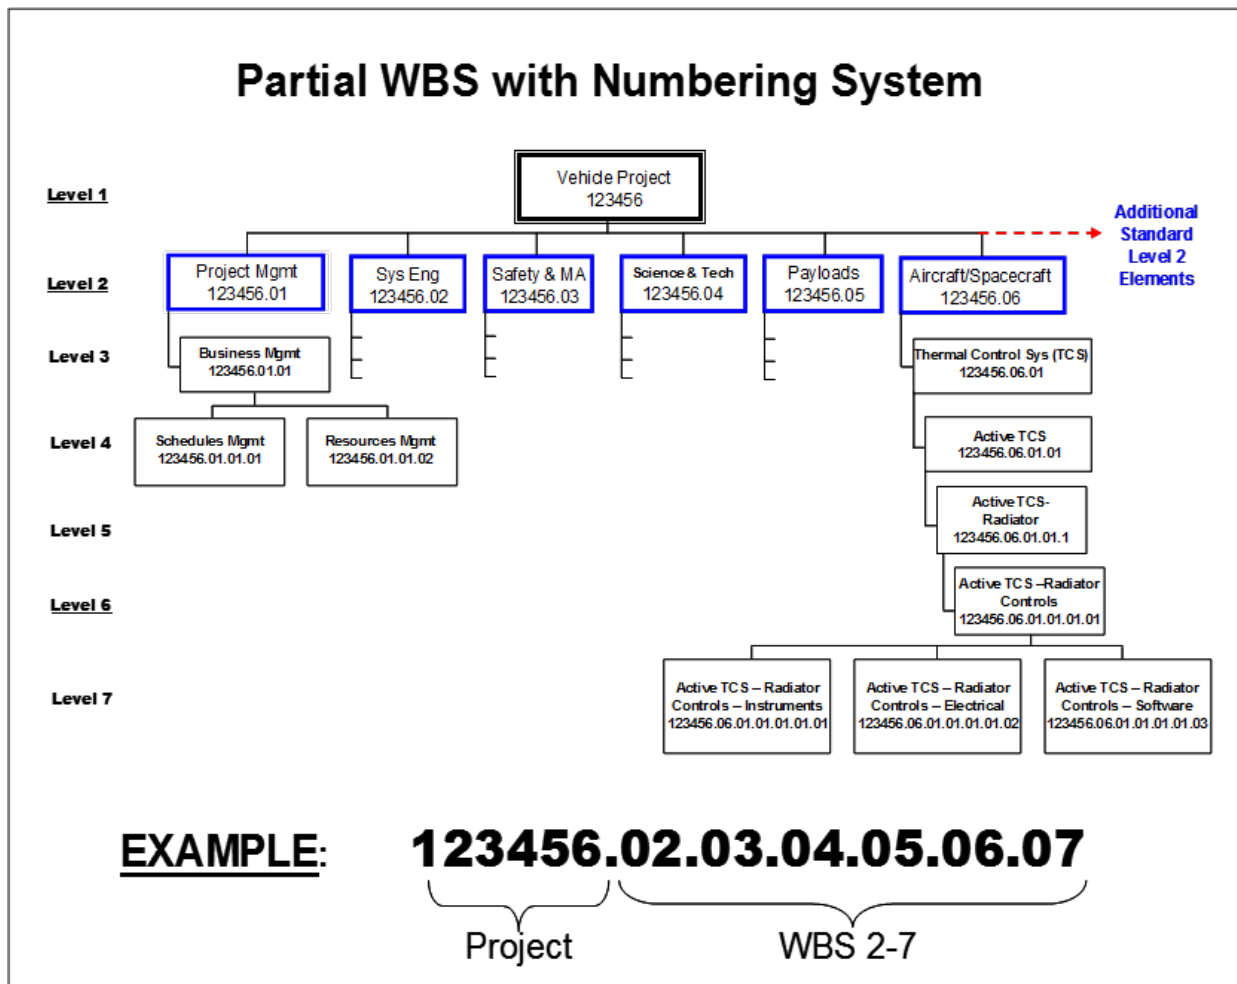 Partial WBS with Numbering System
Level 1
Vehicle Project
123456
Additional
Standard
Level 2
Elements
Level 2
Project Mgmt
123456.01
Sys Eng
123456.02
Safety & MA
123456.03
Science & Tech
123456.04
Payloads
123456.05
Aircraft/Spacecraft
123456.06
Level 3
Business Mgmt
123456.01.01
Thermal Control Sys (TCS)
123456.06.01
Level 4
Schedules Mgmt
123456.01.01.01
Resources Mgmt
123456.01.01.02
Active TCS
123456.06.01.01
Level 5
Active TCS-
Radiator
123456.06.01.01.1
Level 6
Active TCS –Radiator
Controls
123456.06.01.01.01.01
Level 7
Active TCS – Radiator
Controls – Instruments
123456.06.01.01.01.01.01
Active TCS – Radiator
Controls – Electrical
123456.06.01.01.01.01.02
Active TCS – Radiator
Controls – Software
123456.06.01.01.01.01.03
EXAMPLE: 123456.02.03.04.05.06.07
Project
WBS 2-7